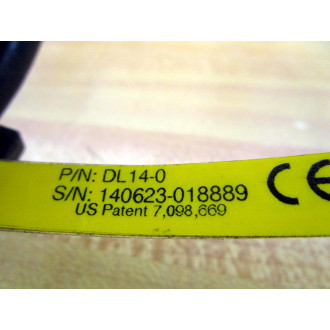 P/N: DL14-0
S/N: 140623-018889
US Patent 7,098,669
CE